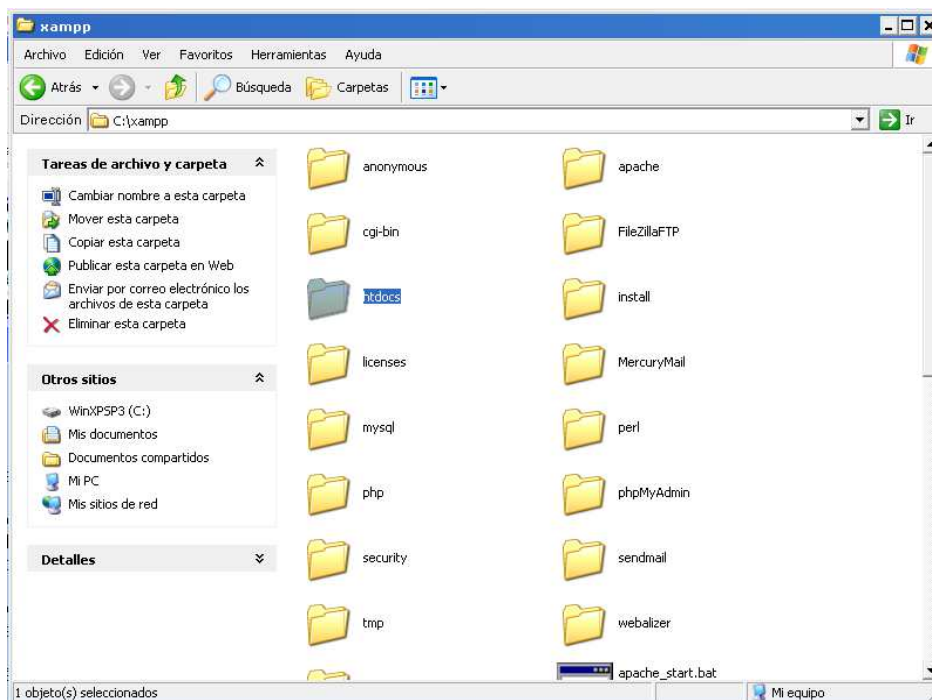 xampp
Archivo Edición Ver Favoritos Herramientas Ayuda
Atrás Búsqueda Carpetas
Dirección C:\xampp Ir
Tareas de archivo y carpeta
Cambiar nombre a esta carpeta
Mover esta carpeta
Copiar esta carpeta
Publicar esta carpeta en Web
Enviar por correo electrónico los
archivos de esta carpeta
Eliminar esta carpeta
Otros sitios
WinXPSP3 (C:)
Mis documentos
Documentos compartidos
Mi PC
Mis sitios de red
Detalles
anonymous apache
cgi-bin FileZillaFTP
htdocs install
licenses MercuryMail
mysql perl
php phpMyAdmin
security sendmail
tmp webalizer
apache_start.bat
1 objeto(s) seleccionados Mi equipo